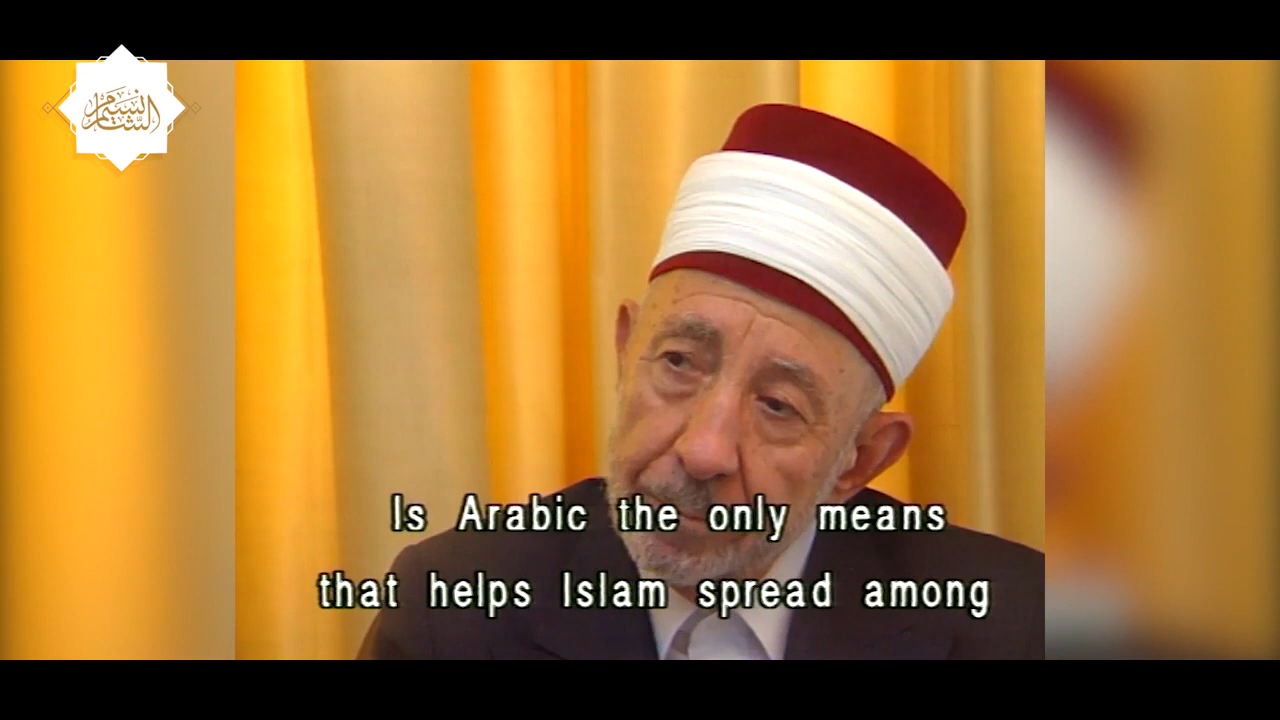 نسيم
الشام
Is Arabic the only means
that helps Islam spread among